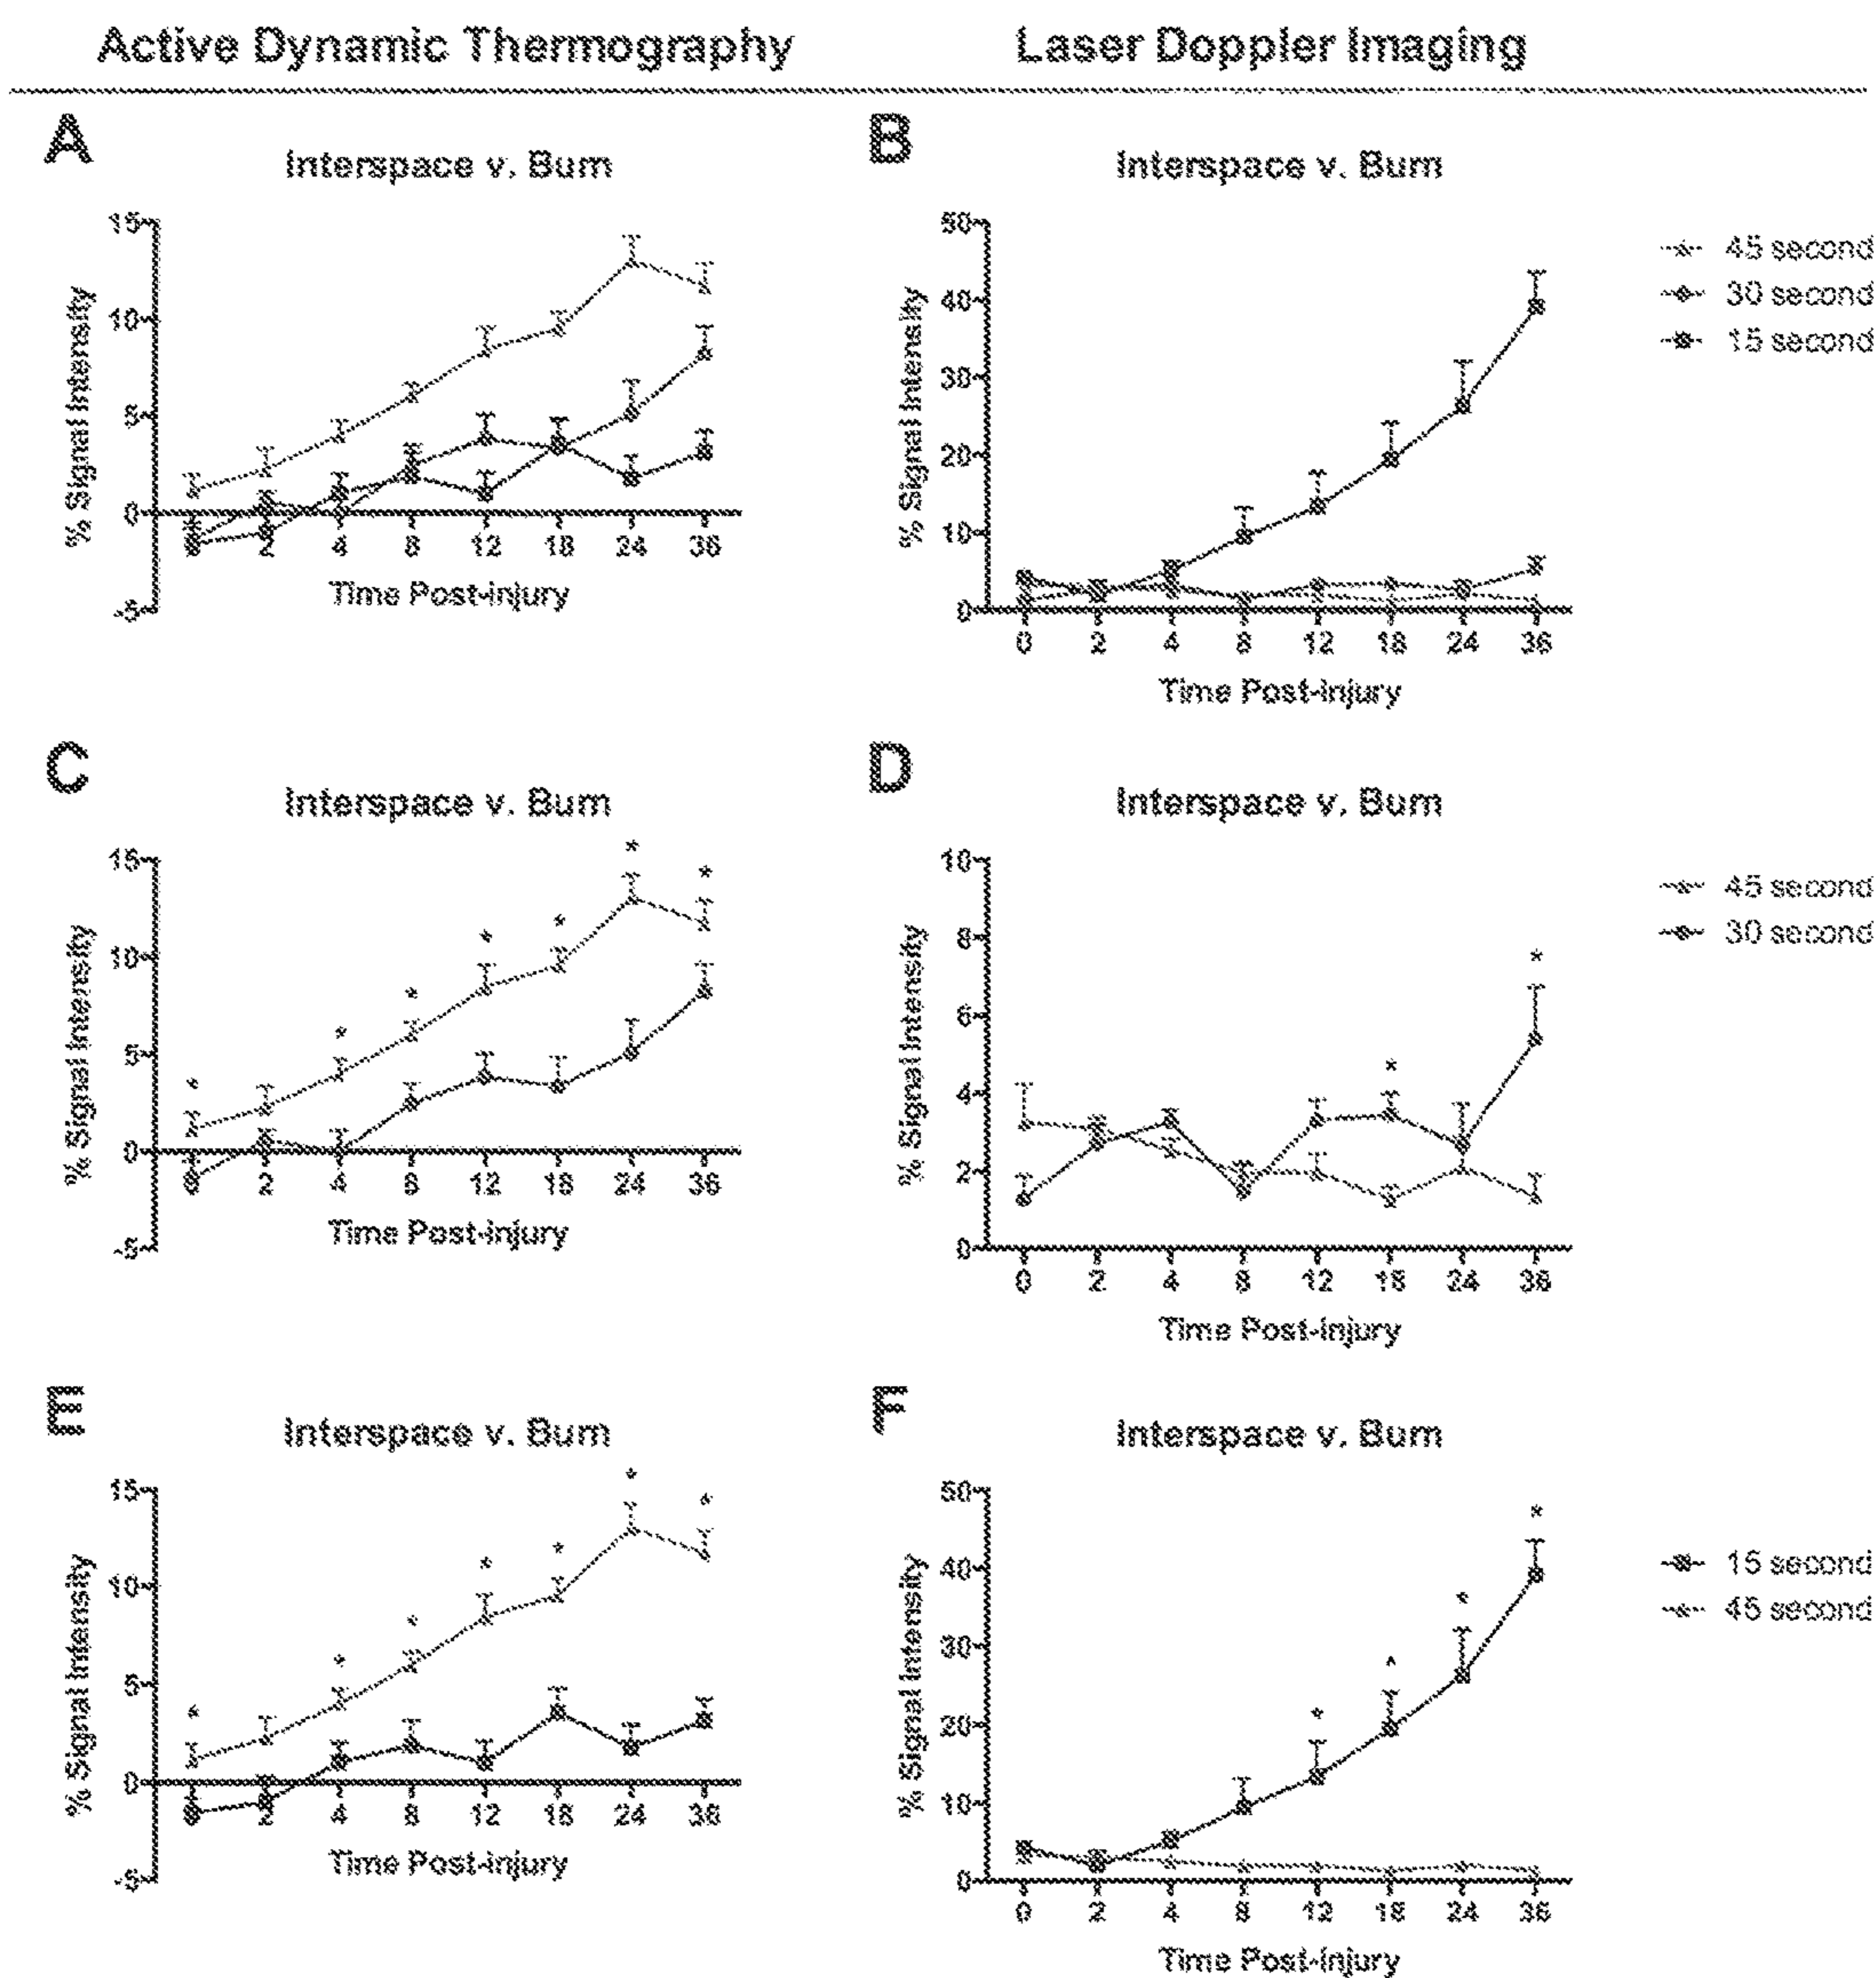 Active Dynamic Thermography
Laser Doppler Imaging
A
Interspace v. Burn
15
10
5
0
-5
% Signal Intensity
0 2 4 8 12 18 24 36
Time Post-injury
B
Interspace v. Burn
50
40
30
20
10
0
% Signal Intensity
0 2 4 8 12 18 24 36
Time Post-injury
45 second
30 second
15 second
C
Interspace v. Burn
15
10
5
0
-5
% Signal Intensity
0 2 4 8 12 18 24 36
Time Post-injury
* * * * * * *
D
Interspace v. Burn
10
8
6
4
2
0
% Signal Intensity
0 2 4 8 12 18 24 36
Time Post-injury
* *
45 second
30 second
E
Interspace v. Burn
15
10
5
0
-5
% Signal Intensity
0 2 4 8 12 18 24 36
Time Post-injury
* * * * * * *
F
Interspace v. Burn
50
40
30
20
10
0
% Signal Intensity
0 2 4 8 12 18 24 36
Time Post-injury
* * * *
15 second
45 second